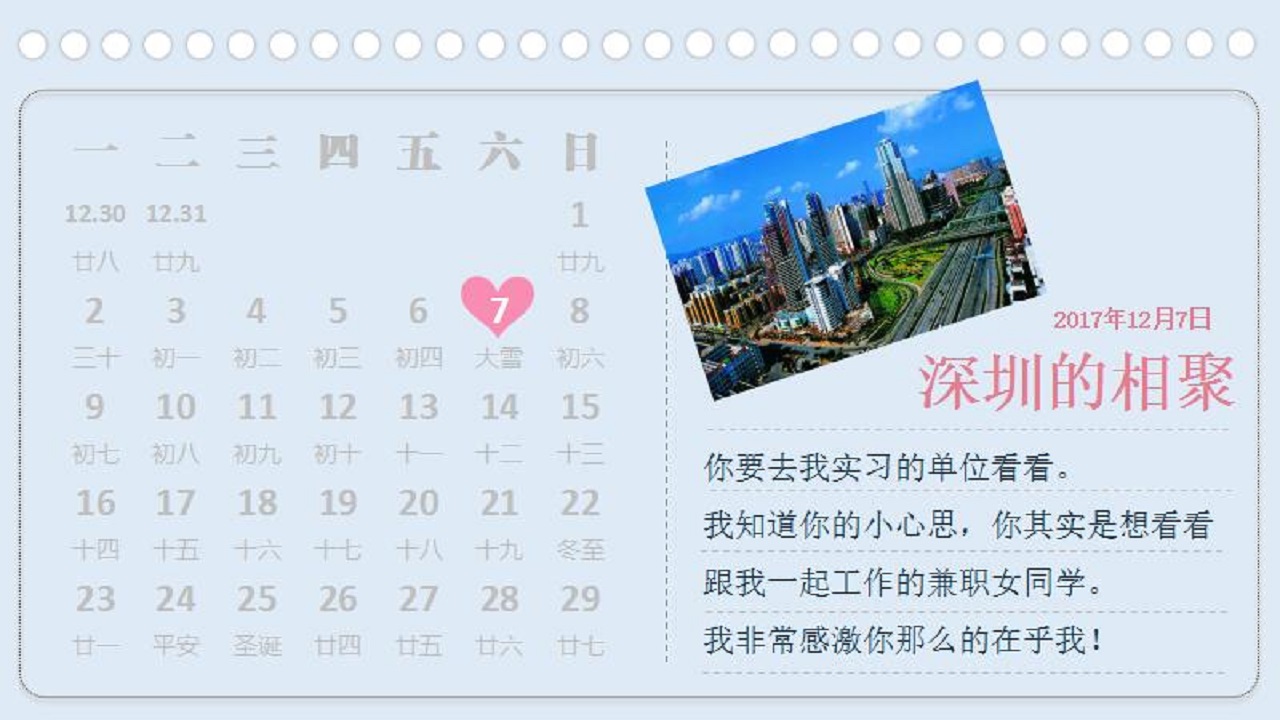 一 二 三 四 五 六 日
12.30 12.31 1
廿八 廿九 廿九
2 3 4 5 6 7 8
三十 初一 初二 初三 初四 大雪 初六
9 10 11 12 13 14 15
初七 初八 初九 初十 十一 十二 十三
16 17 18 19 20 21 22
十四 十五 十六 十七 十八 十九 冬至
23 24 25 26 27 28 29
廿一 平安 圣诞 廿四 廿五 廿六 廿七
2017年12月7日
深圳的相聚
你要去我实习的单位看看。
我知道你的小心思，你其实是想看看
跟我一起工作的兼职女同学。
我非常感激你那么的在乎我！